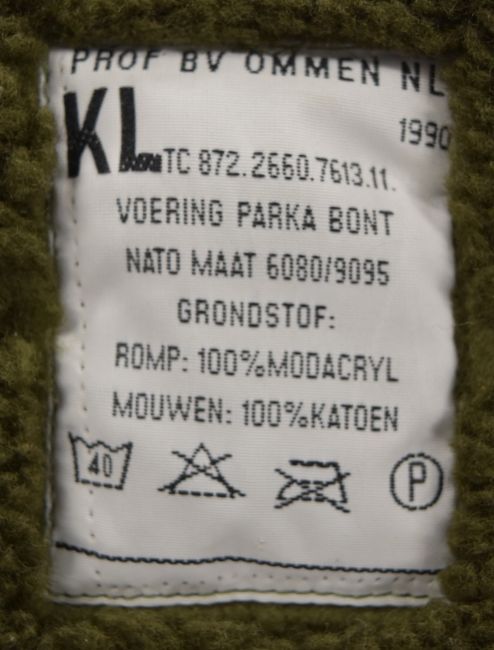 PROF BV OMMEN NL
1990
KL TC 872.2660.7613.11.
VOERING PARKA BONT
NATO MAAT 6080/9095
GRONDSTOF:
ROMP: 100%MODACRYL
MOUWEN: 100%KATOEN
40 P